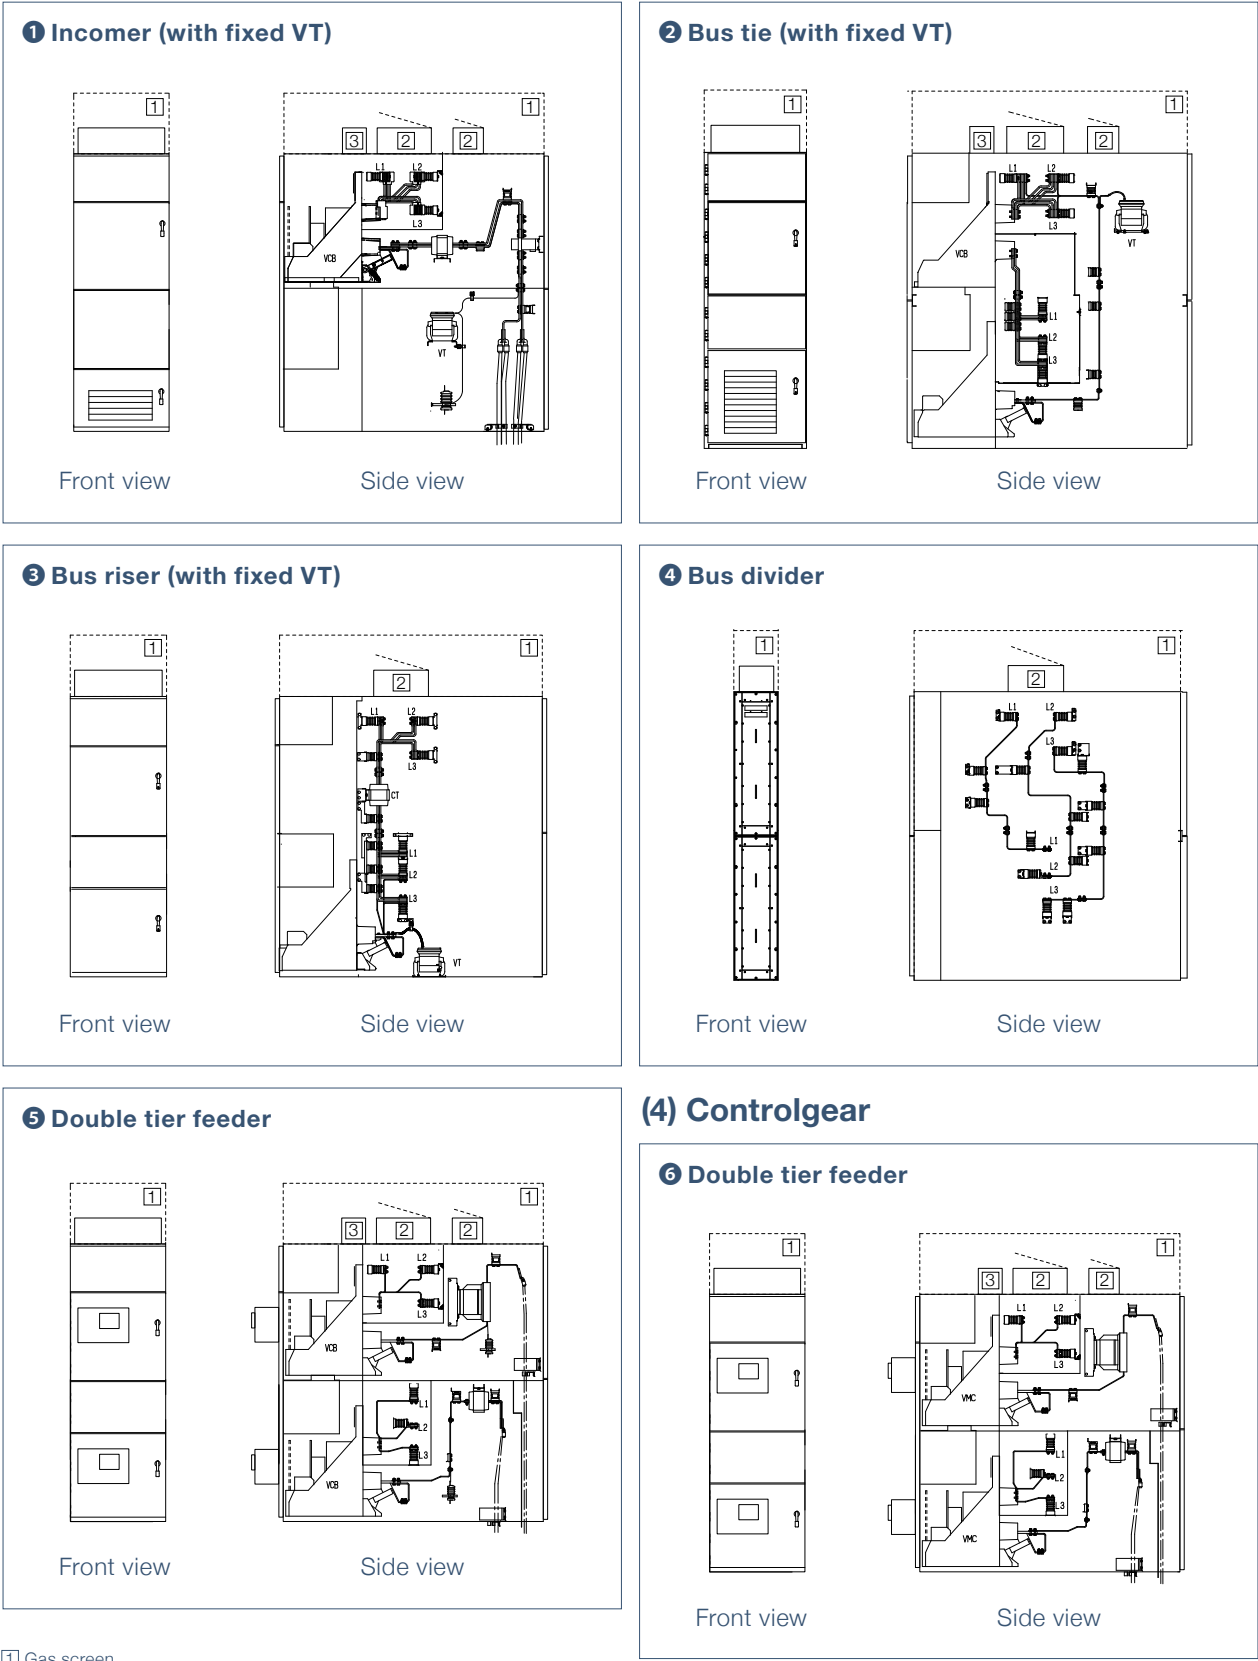 ❶ Incomer (with fixed VT)
1
1
3
2
2
L1
L2
L3
VCB
VT
Front view
Side view
❷ Bus tie (with fixed VT)
1
1
3
2
2
L1
L2
L3
VCB
VT
L1
L2
L3
Front view
Side view
❸ Bus riser (with fixed VT)
1
1
2
L1
L2
L3
CT
L1
L2
L3
VT
Front view
Side view
❹ Bus divider
1
1
2
L1
L2
L3
L1
L2
L3
Front view
Side view
❺ Double tier feeder
1
1
3
2
2
L1
L2
L3
VCB
L1
L2
L3
VCB
Front view
Side view
(4) Controlgear
❻ Double tier feeder
1
1
3
2
2
L1
L2
L3
VMC
L1
L2
L3
VMC
Front view
Side view
1 Gas screen